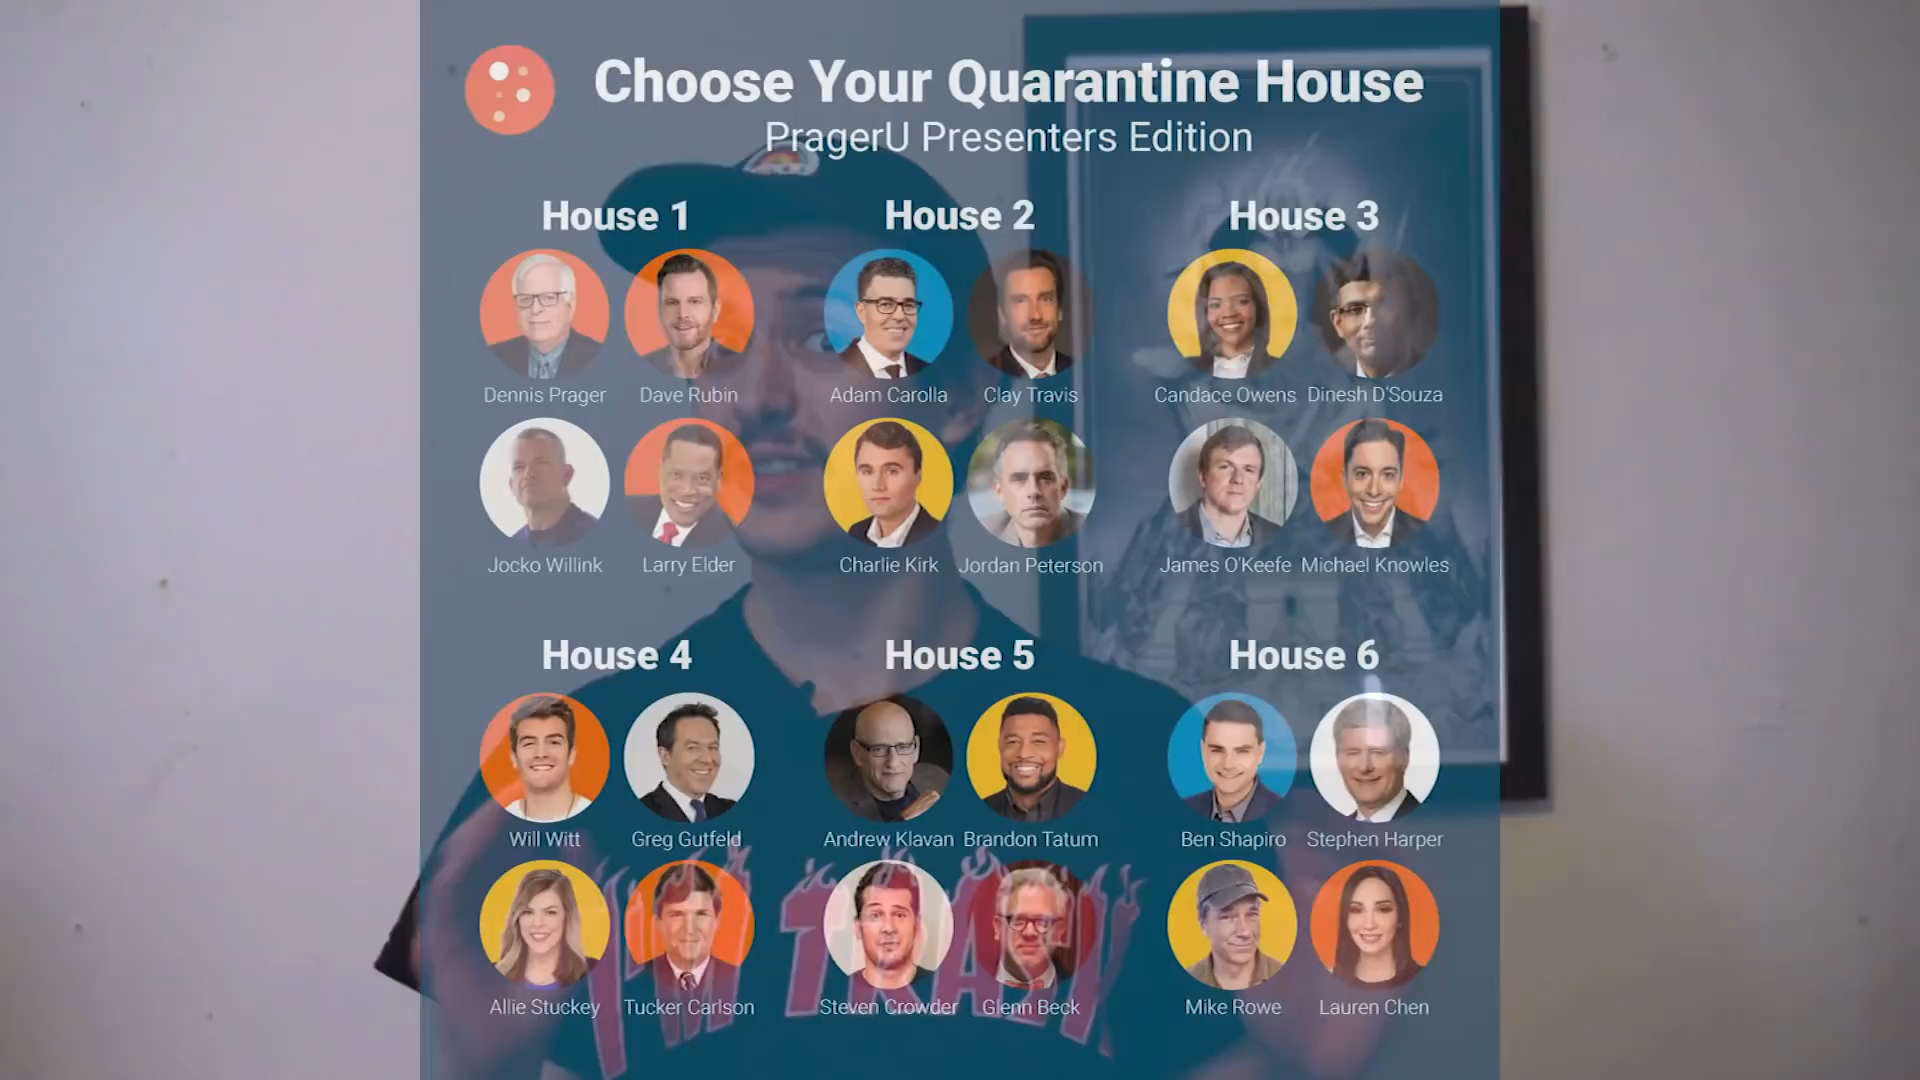 Choose Your Quarantine House
PragerU Presenters Edition
House 1 House 2 House 3
Dennis Prager Dave Rubin Adam Carolla Clay Travis Candace Owens Dinesh D'Souza
Jocko Willink Larry Elder Charlie Kirk Jordan Peterson James O'Keefe Michael Knowles
House 4 House 5 House 6
Will Witt Greg Gutfeld Andrew Klavan Brandon Tatum Ben Shapiro Stephen Harper
Allie Stuckey Tucker Carlson Steven Crowder Glenn Beck Mike Rowe Lauren Chen
I'M TRASH